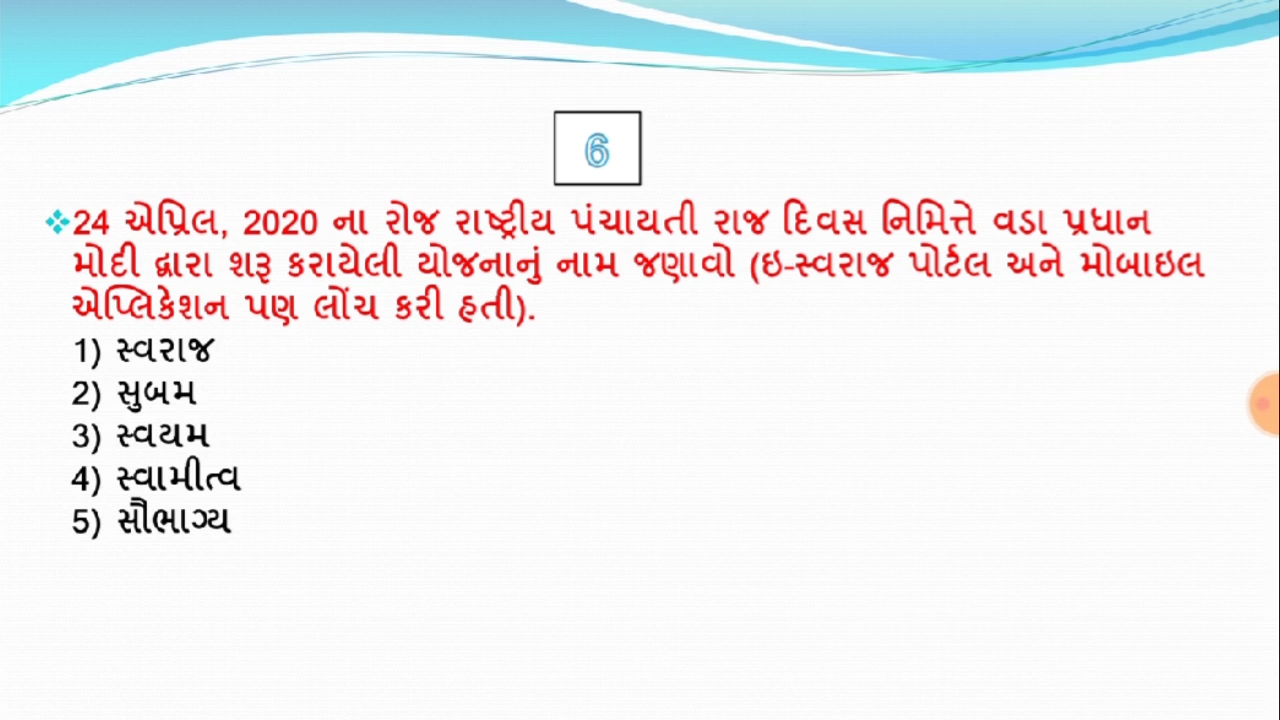 6
24 એપ્રિલ, 2020 ના રોજ રાષ્ટ્રીય પંચાયતી રાજ દિવસ નિમિત્તે વડા પ્રધાન
મોદી દ્વારા શરૂ કરાયેલી યોજનાનું નામ જણાવો (ઇ-સ્વરાજ પોર્ટલ અને મોબાઇલ
એપ્લિકેશન પણ લોંચ કરી હતી).
1) સ્વરાજ
2) સુબમ
3) સ્વયમ
4) સ્વામીત્વ
5) સૌભાગ્ય